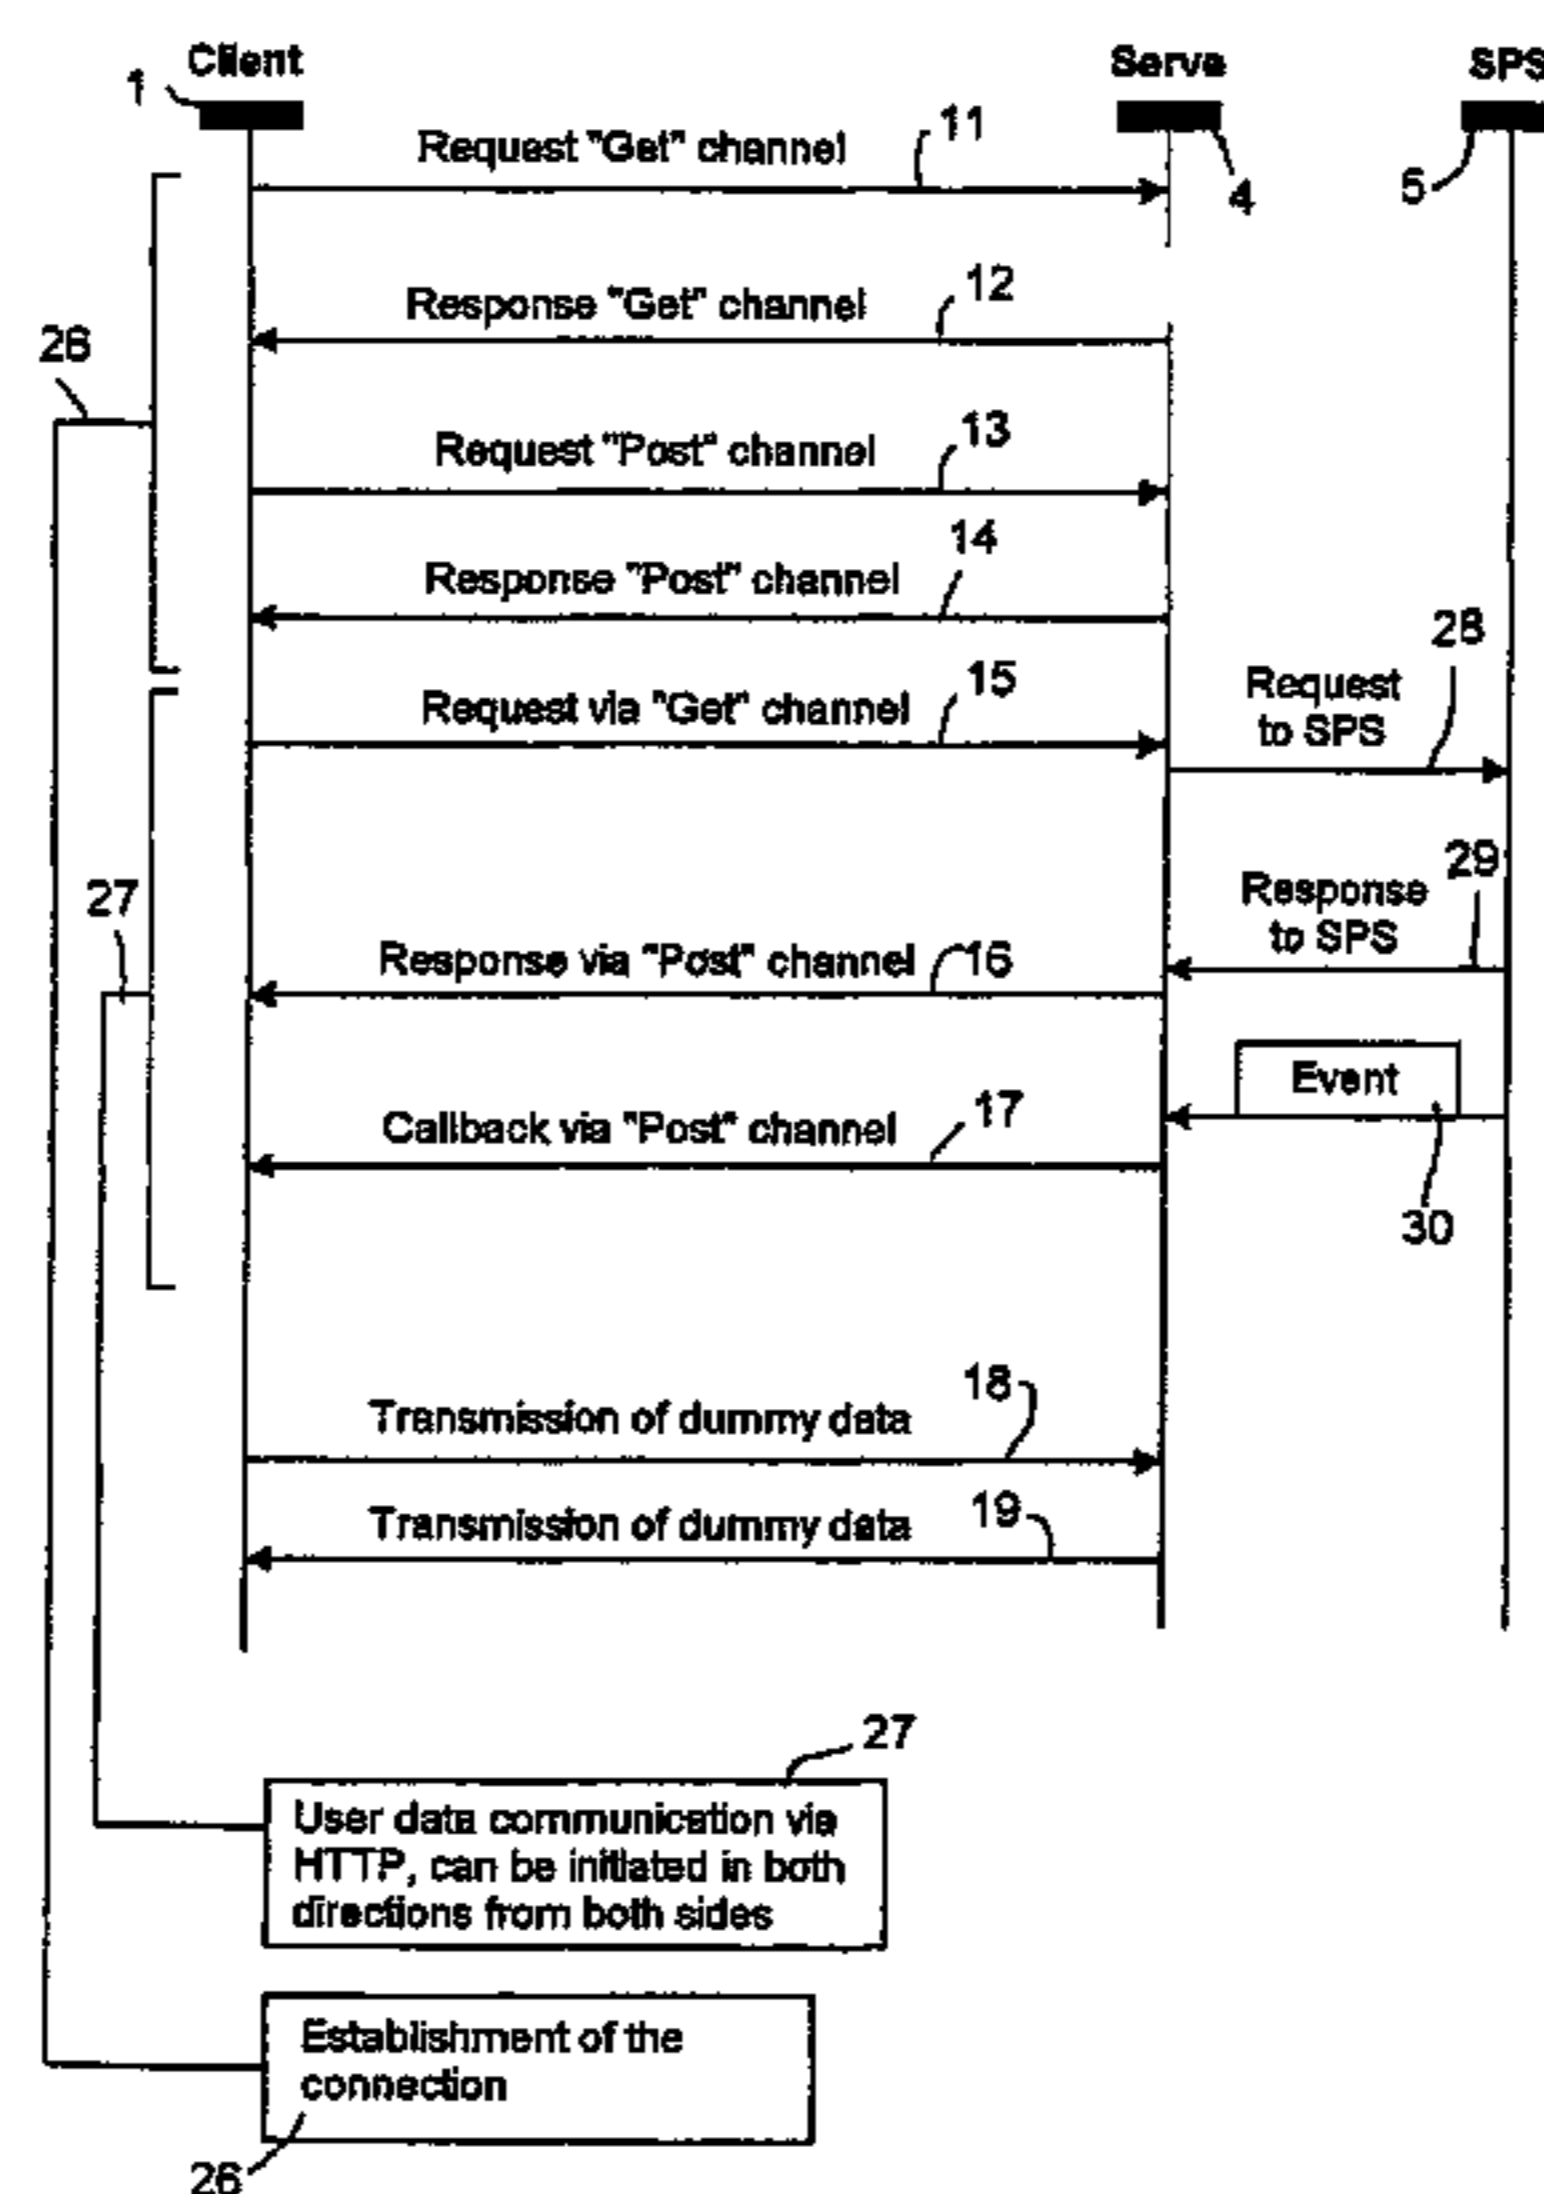 Client
Serve
SPS
1
4
5
Request "Get" channel
11
Response "Get" channel
12
26
Request "Post" channel
13
Response "Post" channel
14
Request via "Get" channel
15
Request
to SPS
28
27
Response via "Post" channel
16
Response
to SPS
29
Event
30
Callback via "Post" channel
17
Transmission of dummy data
18
Transmission of dummy data
19
27
User data communication via
HTTP, can be initiated in both
directions from both sides
Establishment of the
connection
26